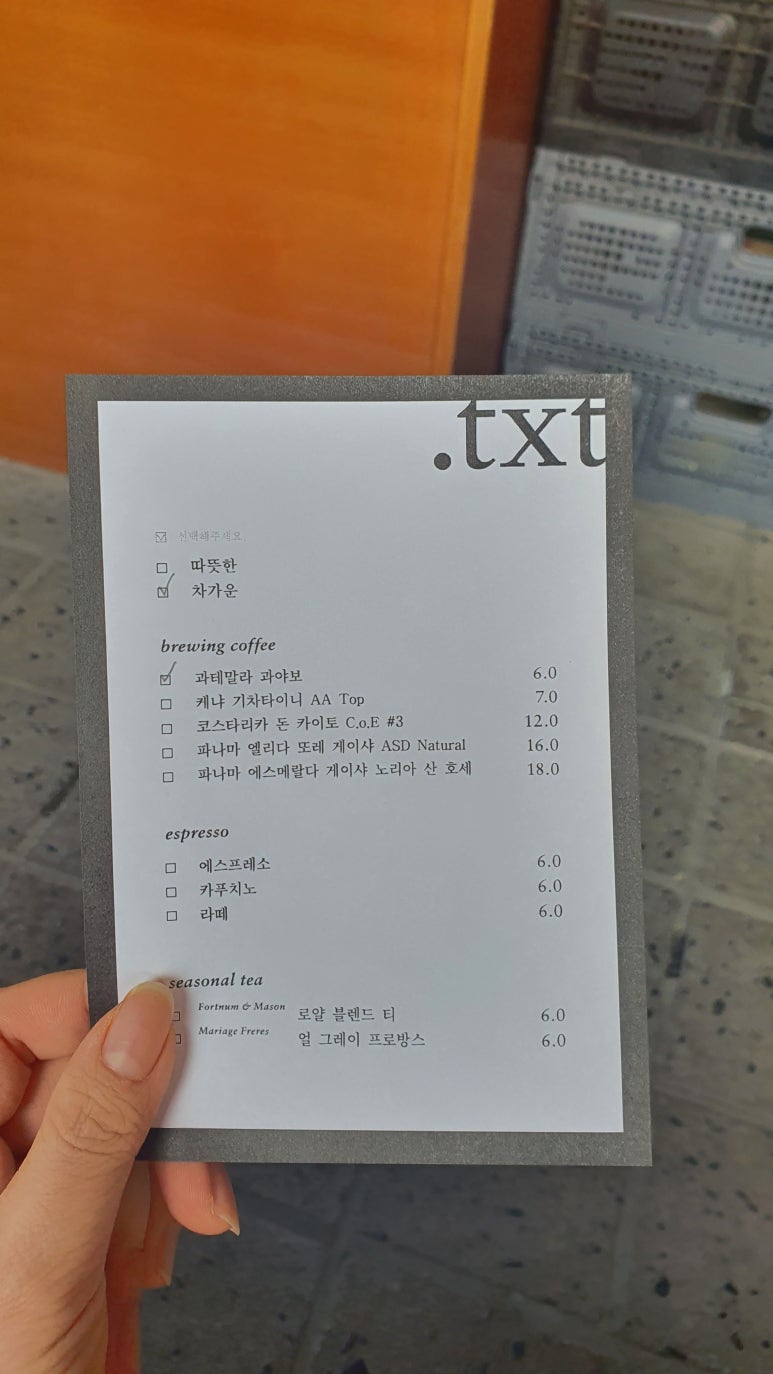 .txt
☑ 선택해주세요.
☐ 따뜻한
☑ 차가운
brewing coffee
☑ 과테말라 과야보 6.0
☐ 케냐 기차타이니 AA Top 7.0
☐ 코스타리카 돈 카이토 C.o.E #3 12.0
☐ 파나마 엘리다 또레 게이샤 ASD Natural 16.0
☐ 파나마 에스메랄다 게이샤 노리아 산 호세 18.0
espresso
☐ 에스프레소 6.0
☐ 카푸치노 6.0
☐ 라떼 6.0
seasonal tea
☐ Fortnum & Mason 로얄 블렌드 티 6.0
☐ Mariage Freres 얼 그레이 프로방스 6.0